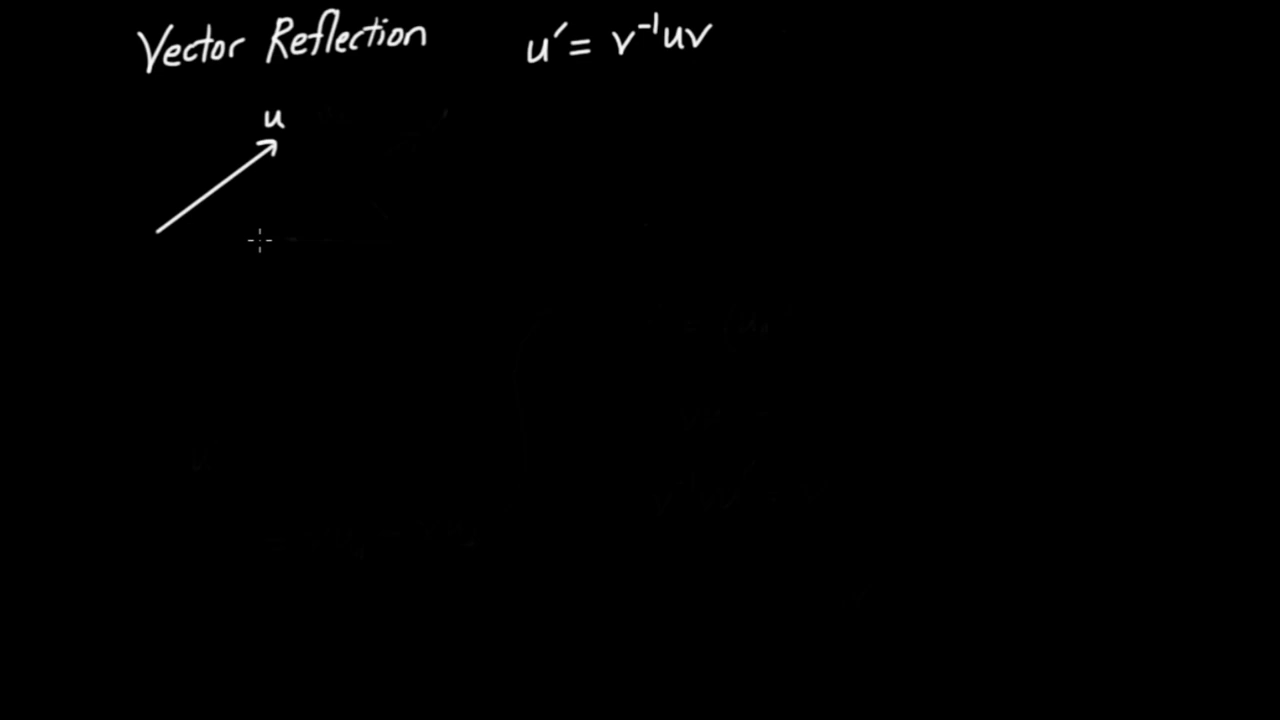 Vector Reflection u′ = v⁻¹uv
u